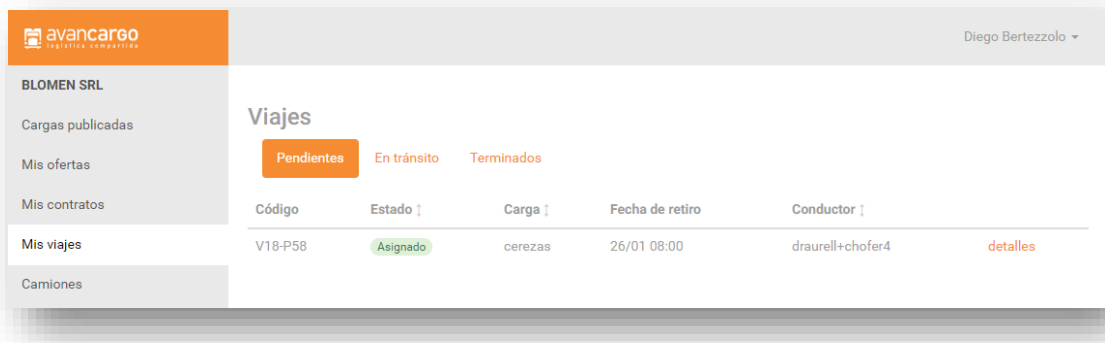 avancargo
logística compartida
Diego Bertezzolo
BLOMEN SRL
Cargas publicadas
Mis ofertas
Mis contratos
Mis viajes
Camiones
Viajes
Pendientes En tránsito Terminados
Código Estado Carga Fecha de retiro Conductor
V18-P58 Asignado cerezas 26/01 08:00 draurell+chofer4 detalles